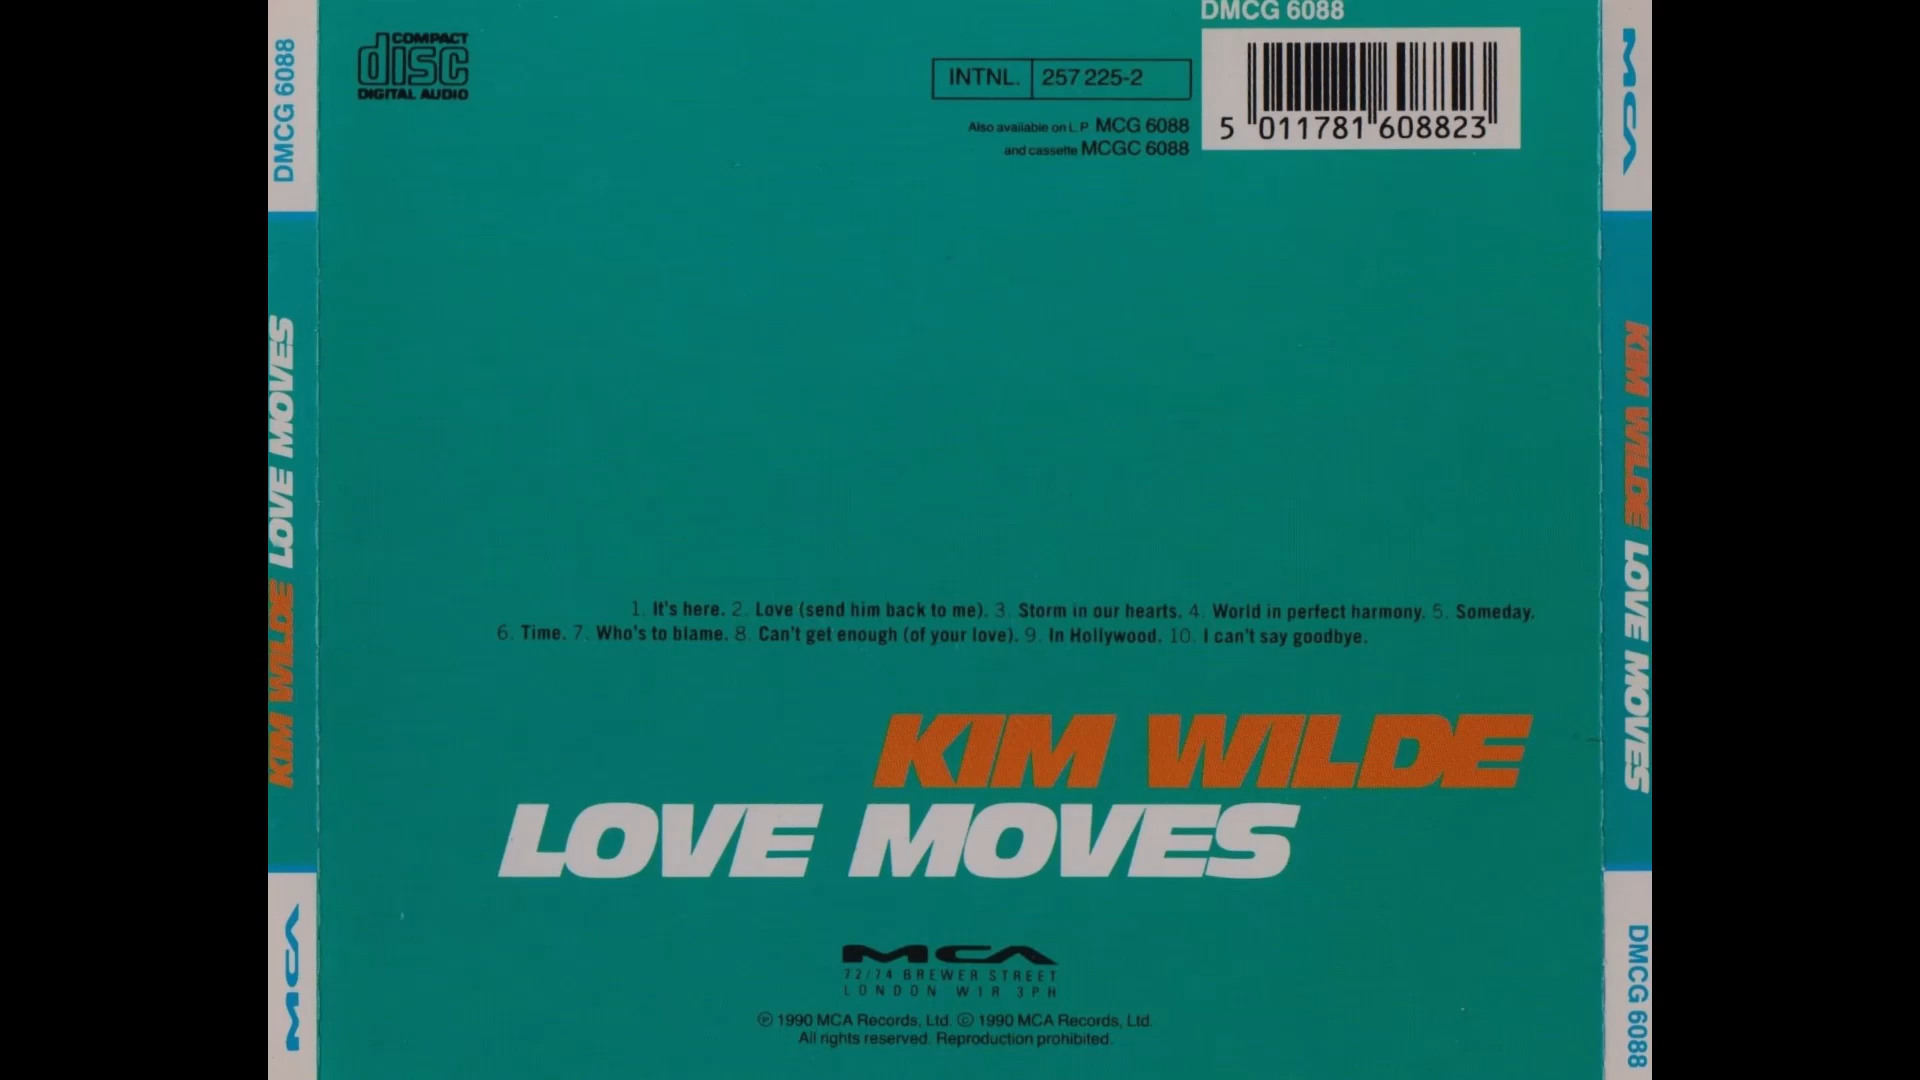 DMCG 6088
COMPACT
disc
DIGITAL AUDIO
INTNL. 257 225-2
Also available on L.P. MCG 6088
and cassette MCGC 6088
5 011781 608823
DMCG 6088
KIM WILDE LOVE MOVES
MCA
MCA
KIM WILDE LOVE MOVES
DMCG 6088
1. It's here. 2. Love (send him back to me). 3. Storm in our hearts. 4. World in perfect harmony. 5. Someday.
6. Time. 7. Who's to blame. 8. Can't get enough (of your love). 9. In Hollywood. 10. I can't say goodbye.
KIM WILDE
LOVE MOVES
MCA
72/74 BREWER STREET
LONDON W1R 3PH
℗ 1990 MCA Records, Ltd. © 1990 MCA Records, Ltd.
All rights reserved. Reproduction prohibited.